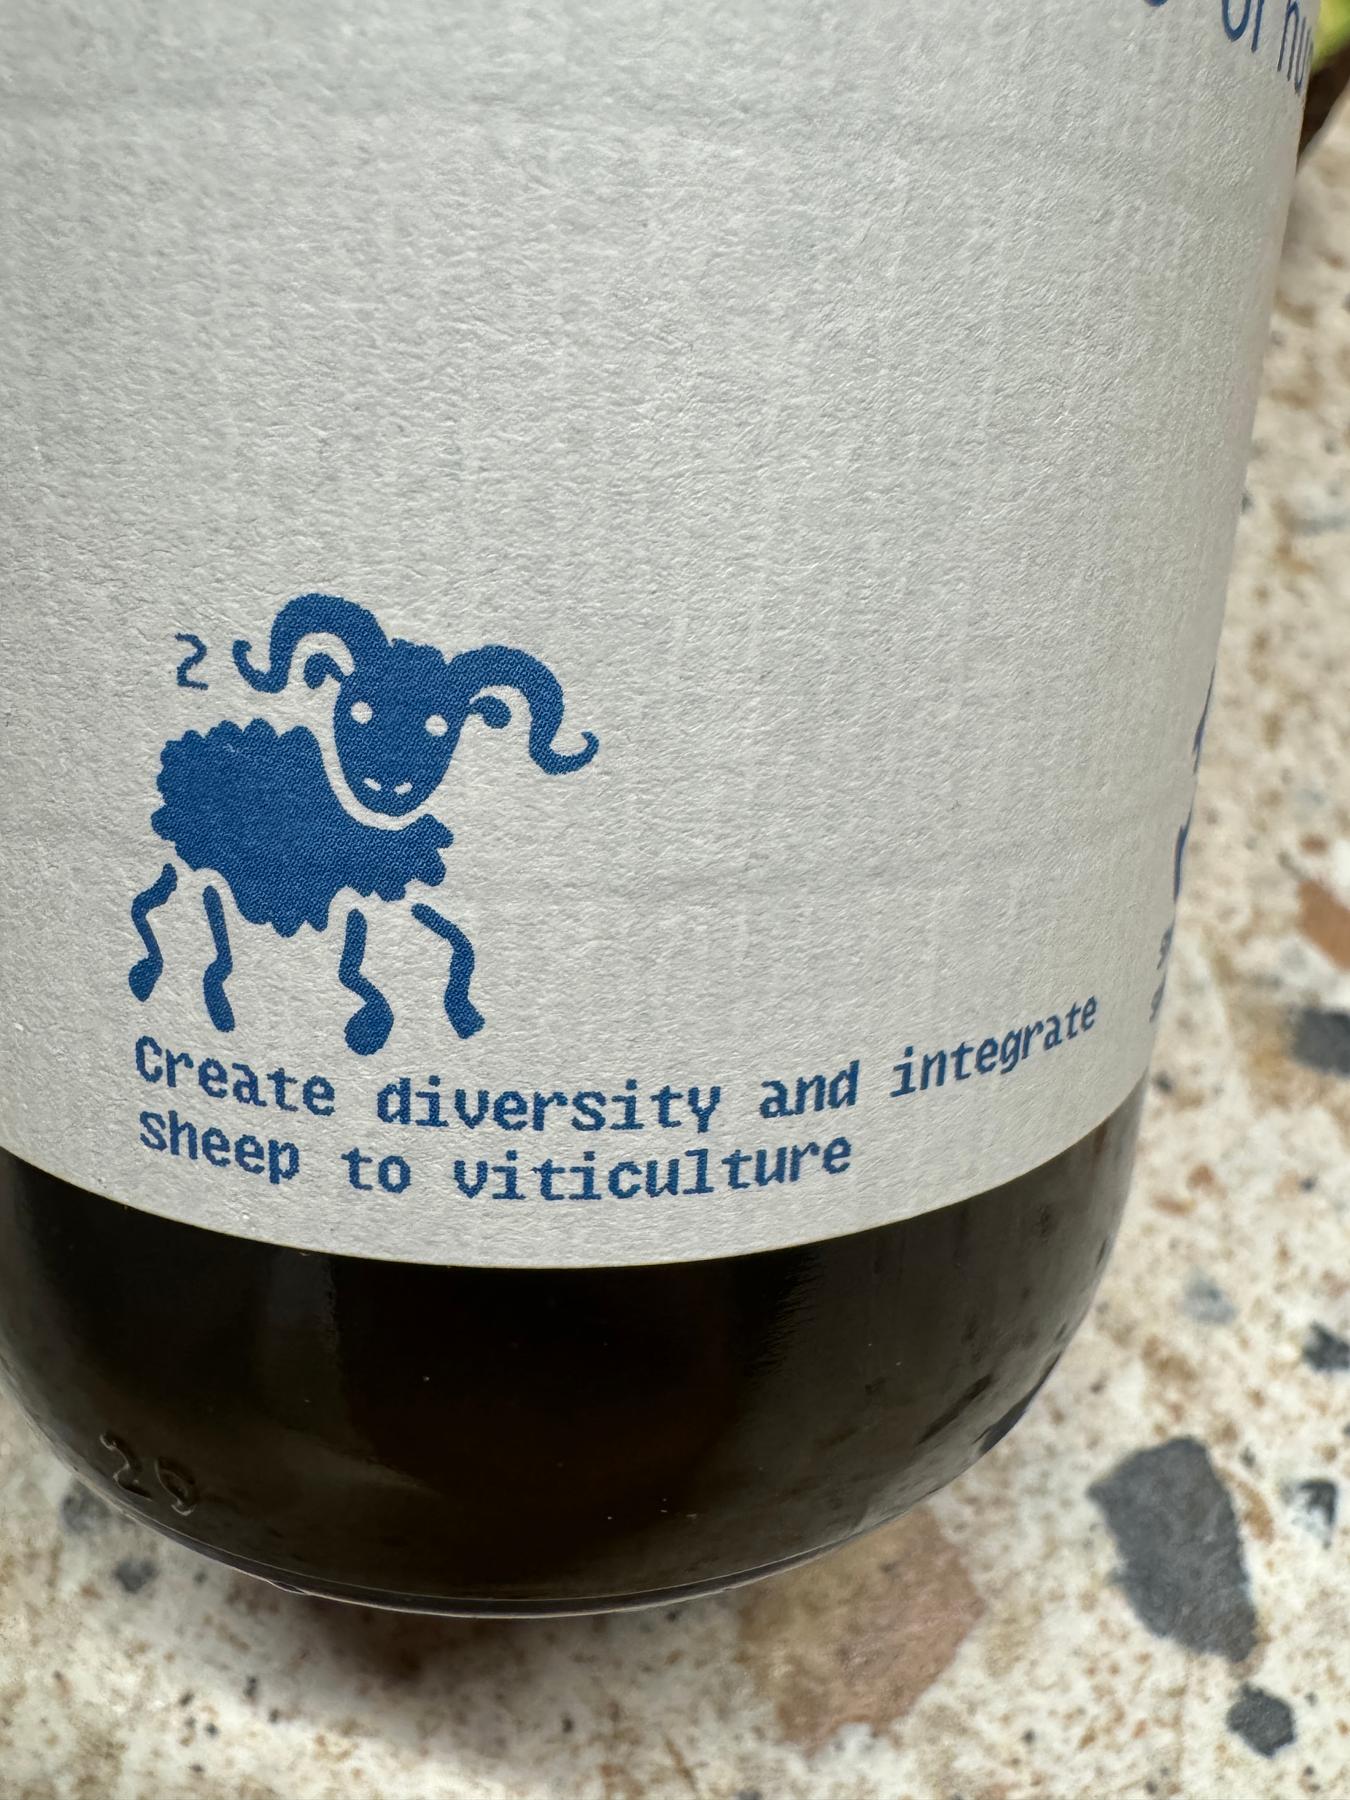 2
Create diversity and integrate
sheep to viticulture